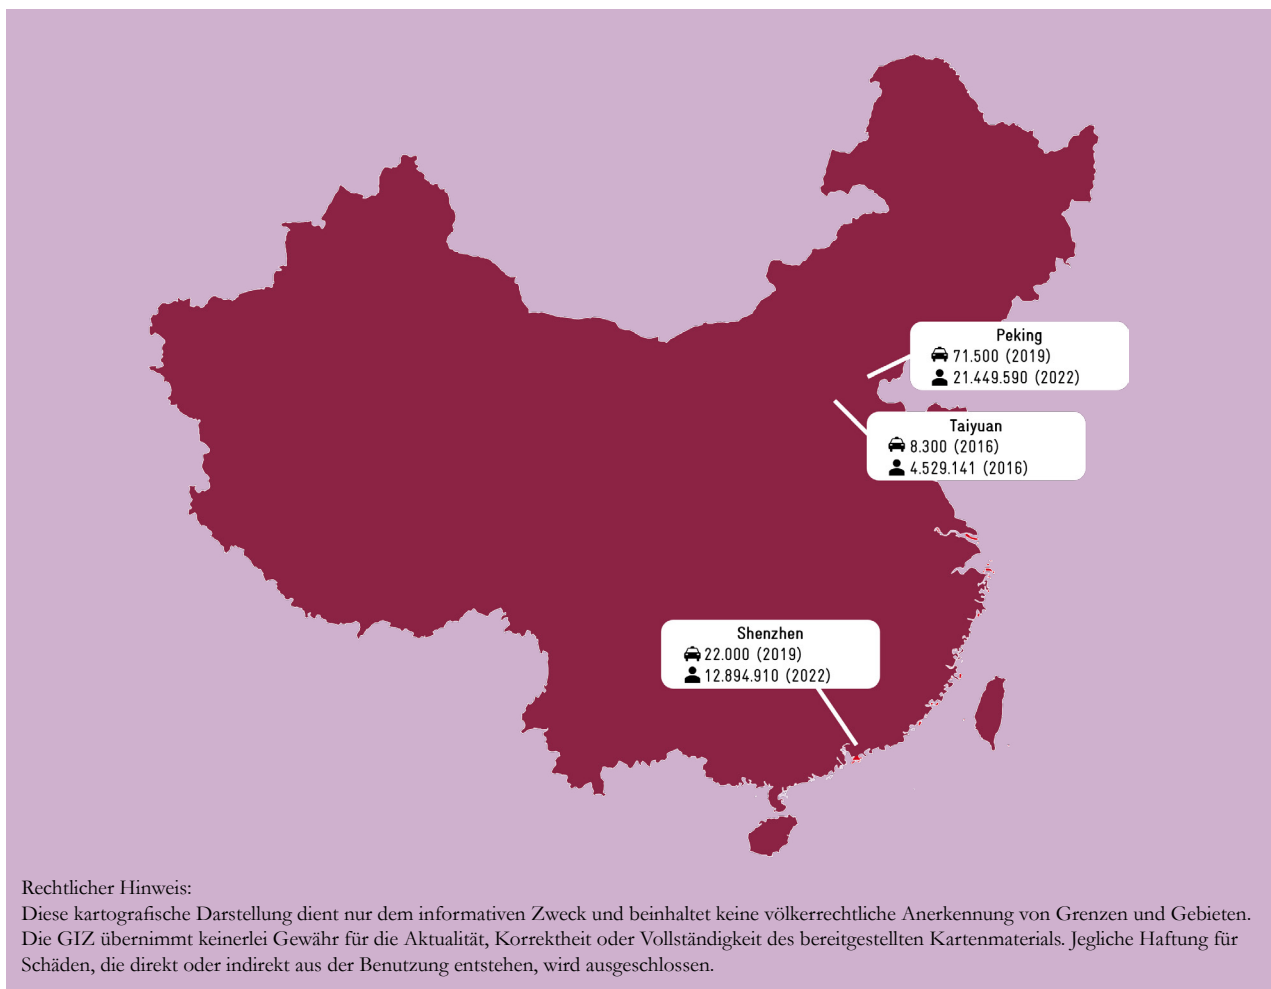 Peking
71.500 (2019)
21.449.590 (2022)
Taiyuan
8.300 (2016)
4.529.141 (2016)
Shenzhen
22.000 (2019)
12.894.910 (2022)
Rechtlicher Hinweis:
Diese kartografische Darstellung dient nur dem informativen Zweck und beinhaltet keine völkerrechtliche Anerkennung von Grenzen und Gebieten.
Die GIZ übernimmt keinerlei Gewähr für die Aktualität, Korrektheit oder Vollständigkeit des bereitgestellten Kartenmaterials. Jegliche Haftung für
Schäden, die direkt oder indirekt aus der Benutzung entstehen, wird ausgeschlossen.